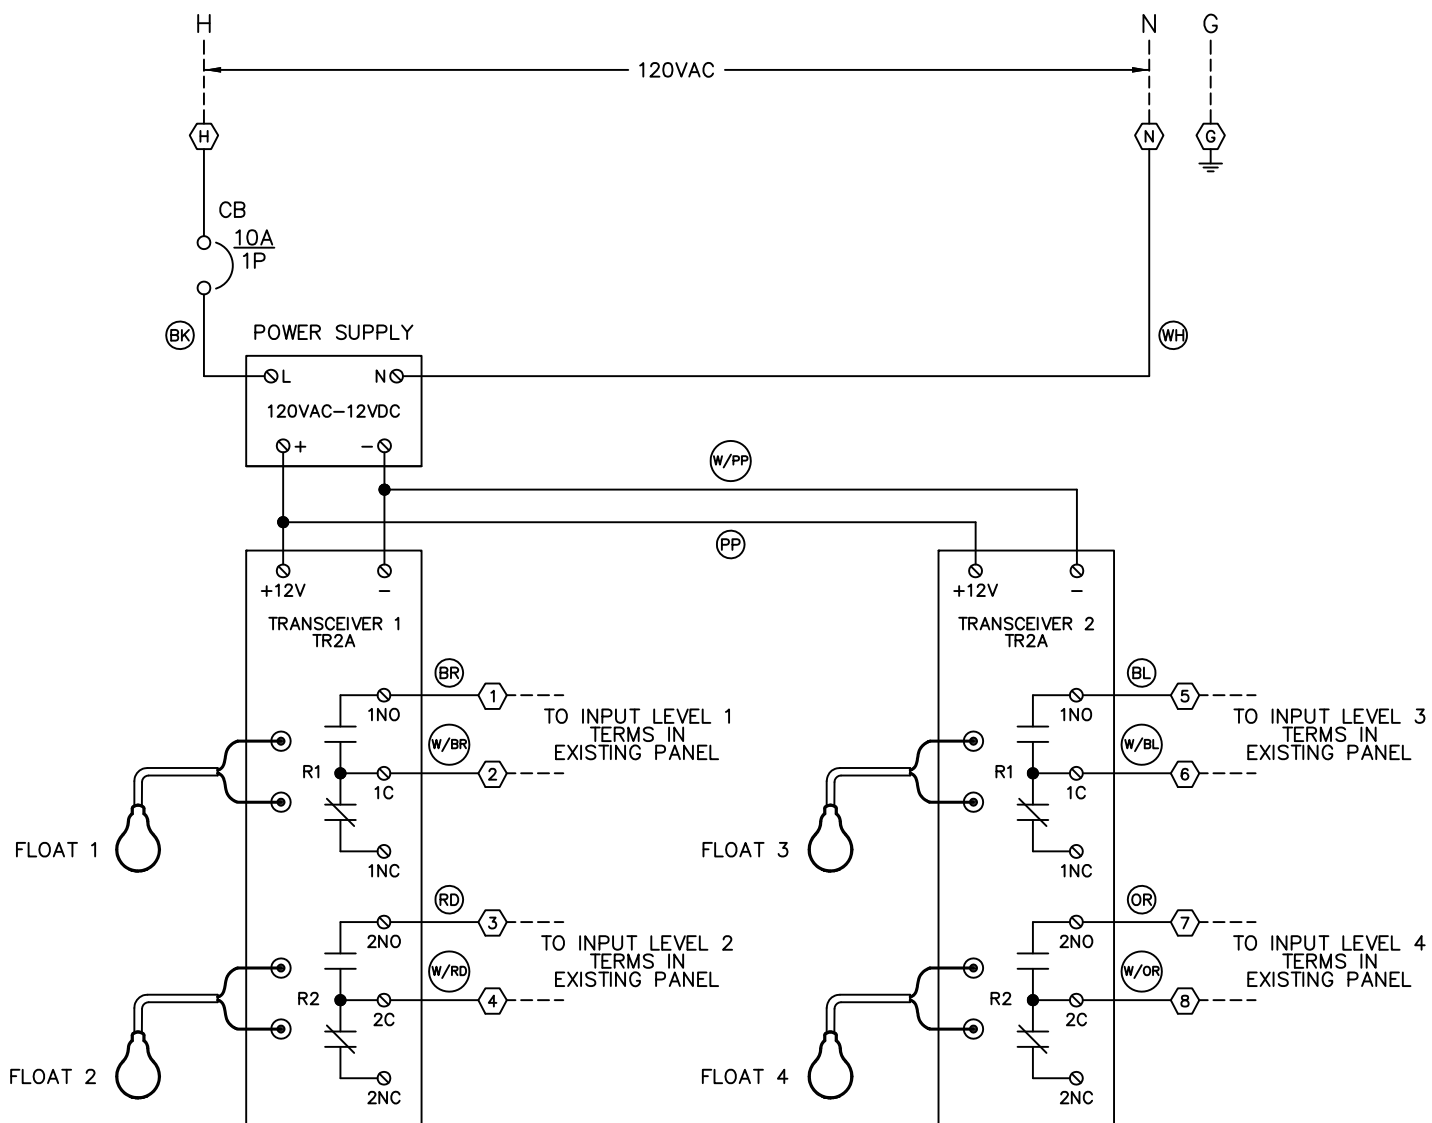 H
N
G
120VAC
H
N
G
CB
10A
1P
BK
POWER SUPPLY
WH
L
N
120VAC-12VDC
+
-
W/PP
PP
+12V
-
TRANSCEIVER 1
TR2A
BR
1NO
1
TO INPUT LEVEL 1
TERMS IN
EXISTING PANEL
W/BR
R1
1C
2
1NC
FLOAT 1
RD
2NO
3
TO INPUT LEVEL 2
TERMS IN
EXISTING PANEL
W/RD
R2
2C
4
2NC
FLOAT 2
+12V
-
TRANSCEIVER 2
TR2A
BL
1NO
5
TO INPUT LEVEL 3
TERMS IN
EXISTING PANEL
W/BL
R1
1C
6
1NC
FLOAT 3
OR
2NO
7
TO INPUT LEVEL 4
TERMS IN
EXISTING PANEL
W/OR
R2
2C
8
2NC
FLOAT 4